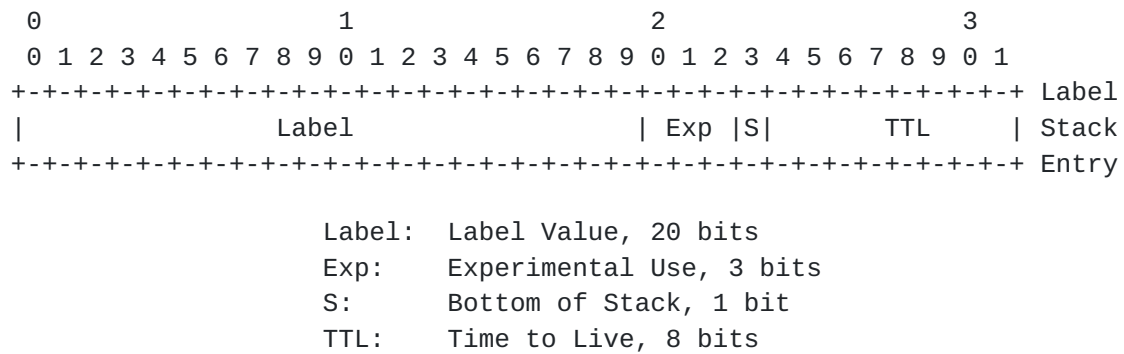 0                   1                   2                   3
 0 1 2 3 4 5 6 7 8 9 0 1 2 3 4 5 6 7 8 9 0 1 2 3 4 5 6 7 8 9 0 1
+-+-+-+-+-+-+-+-+-+-+-+-+-+-+-+-+-+-+-+-+-+-+-+-+-+-+-+-+-+-+-+-+ Label
|                Label                  | Exp |S|       TTL     | Stack
+-+-+-+-+-+-+-+-+-+-+-+-+-+-+-+-+-+-+-+-+-+-+-+-+-+-+-+-+-+-+-+-+ Entry

                    Label:  Label Value, 20 bits
                    Exp:    Experimental Use, 3 bits
                    S:      Bottom of Stack, 1 bit
                    TTL:    Time to Live, 8 bits